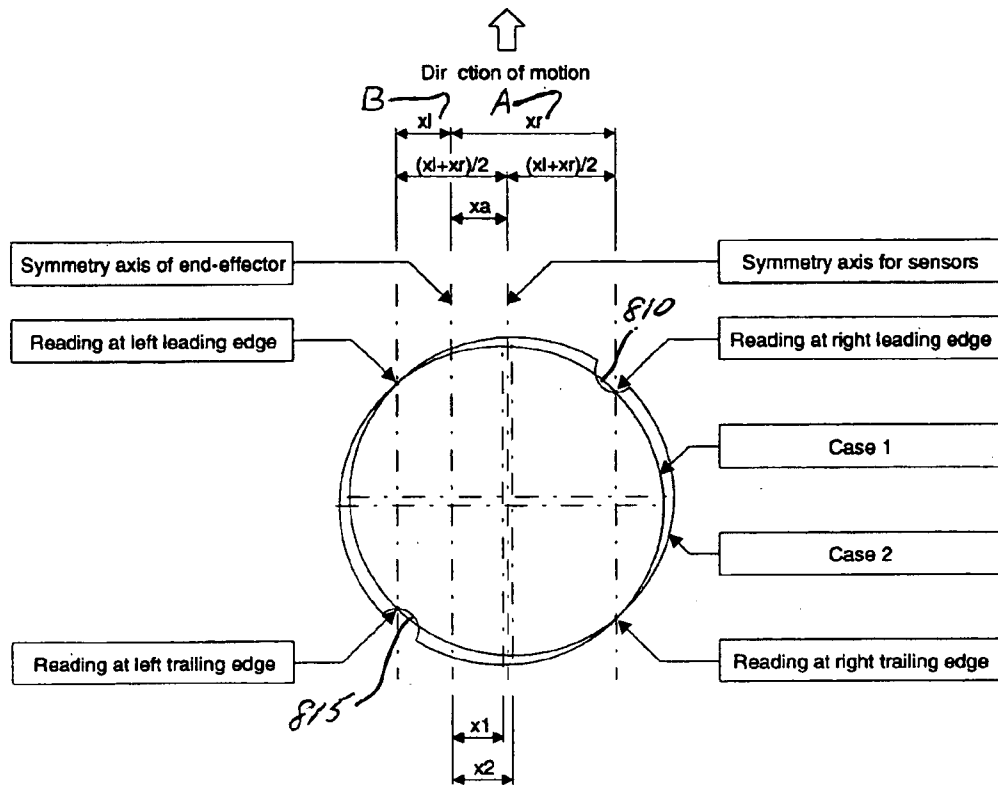 Dir ction of motion
B A
xl xr
(xl+xr)/2 (xl+xr)/2
xa
Symmetry axis of end-effector
Symmetry axis for sensors
810
Reading at left leading edge
Reading at right leading edge
Case 1
Case 2
Reading at left trailing edge
Reading at right trailing edge
815
x1
x2